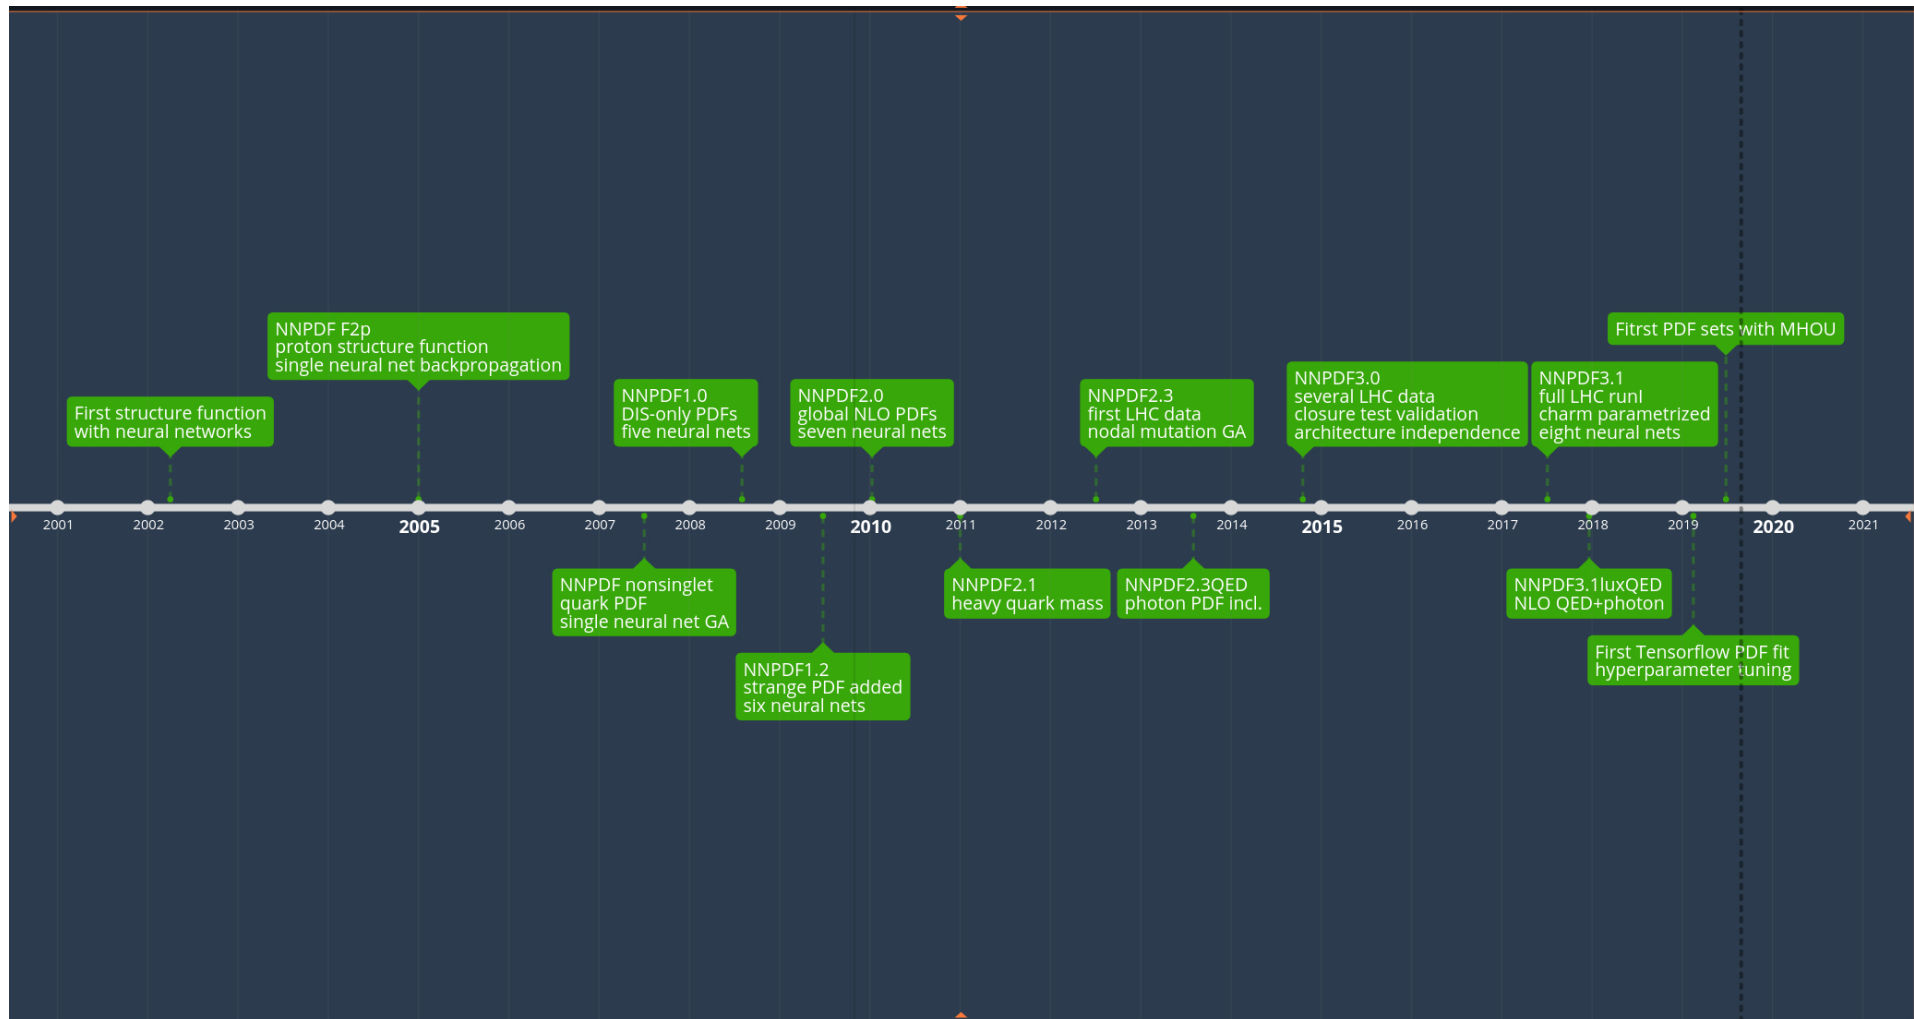 Fitrst PDF sets with MHOU
NNPDF F2p
proton structure function
single neural net backpropagation
First structure function
with neural networks
NNPDF1.0
DIS-only PDFs
five neural nets
NNPDF2.0
global NLO PDFs
seven neural nets
NNPDF2.3
first LHC data
nodal mutation GA
NNPDF3.0
several LHC data
closure test validation
architecture independence
NNPDF3.1
full LHC runI
charm parametrized
eight neural nets
2001 2002 2003 2004 2005 2006 2007 2008 2009 2010 2011 2012 2013 2014 2015 2016 2017 2018 2019 2020 2021
NNPDF nonsinglet
quark PDF
single neural net GA
NNPDF1.2
strange PDF added
six neural nets
NNPDF2.1
heavy quark mass
NNPDF2.3QED
photon PDF incl.
NNPDF3.1luxQED
NLO QED+photon
First Tensorflow PDF fit
hyperparameter tuning